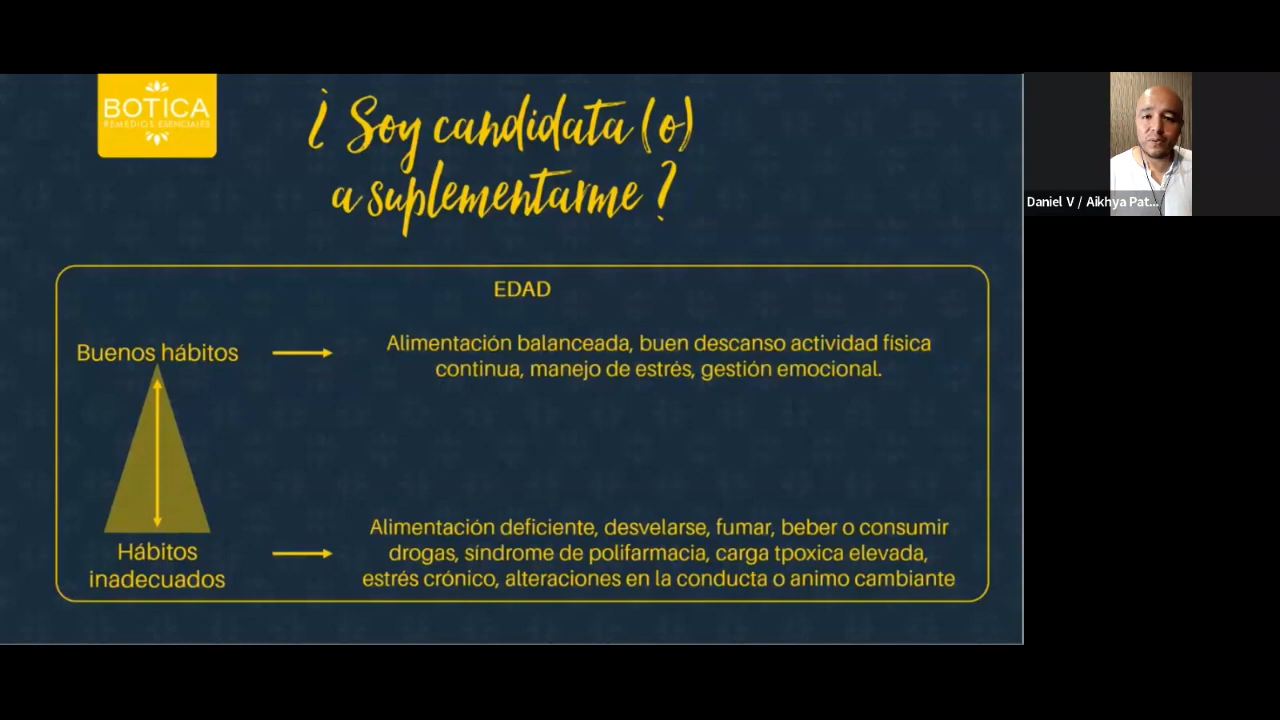 BOTICA
REMEDIOS ESENCIALES
¿ Soy candidata (o)
a suplementarme ?
EDAD
Buenos hábitos
Alimentación balanceada, buen descanso actividad física
continua, manejo de estrés, gestión emocional.
Hábitos
inadecuados
Alimentación deficiente, desvelarse, fumar, beber o consumir
drogas, síndrome de polifarmacia, carga tpoxica elevada,
estrés crónico, alteraciones en la conducta o animo cambiante
Daniel V / Aikhya Pat...